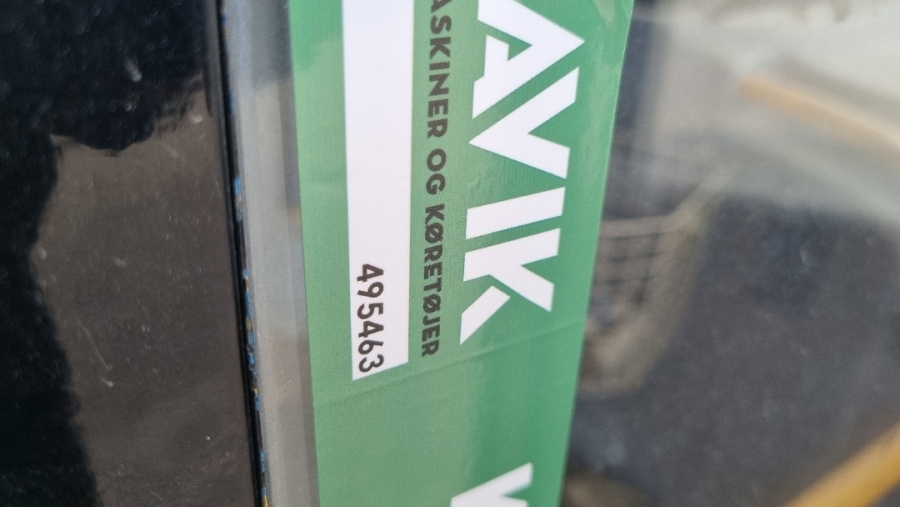 AVIK
ASKINER OG KØRETØJER
495463